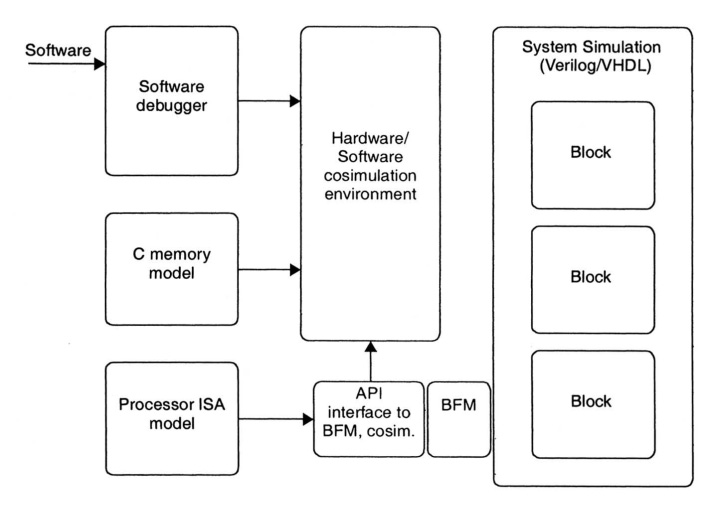 Software
Software
debugger
C memory
model
Processor ISA
model
Hardware/
Software
cosimulation
environment
API
interface to
BFM, cosim.
BFM
System Simulation
(Verilog/VHDL)
Block
Block
Block